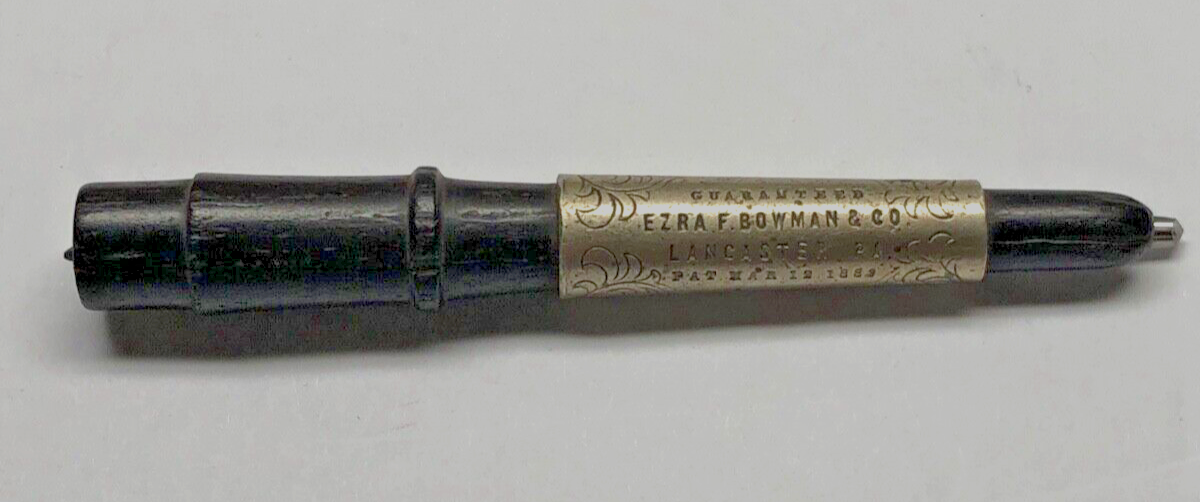 GUARANTEED
EZRA F. BOWMAN & CO.
LANCASTER, PA.
PAT MAR 12